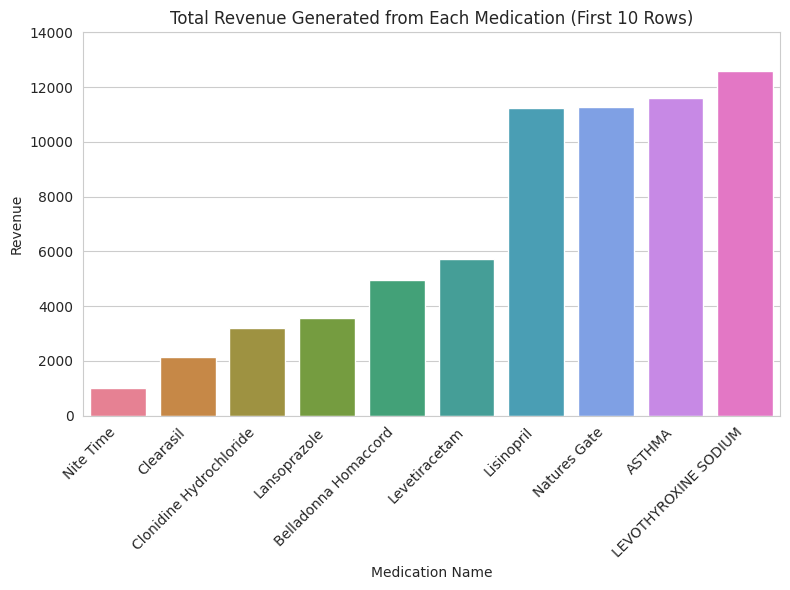 Total Revenue Generated from Each Medication (First 10 Rows)
14000
12000
10000
8000
6000
4000
2000
0
Revenue
Nite Time
Clearasil
Clonidine Hydrochloride
Lansoprazole
Belladonna Homaccord
Levetiracetam
Lisinopril
Natures Gate
ASTHMA
LEVOTHYROXINE SODIUM
Medication Name